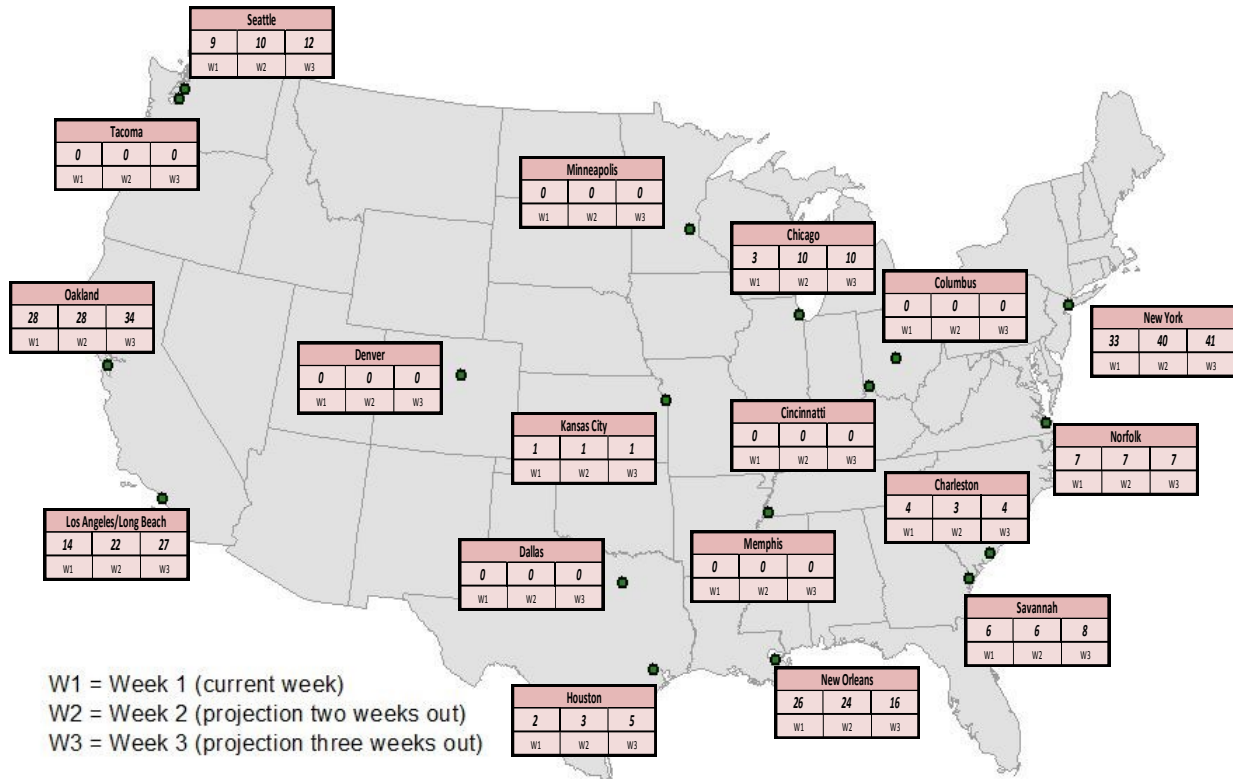 Seattle
9 10 12
W1 W2 W3
Tacoma
0 0 0
W1 W2 W3
Minneapolis
0 0 0
W1 W2 W3
Chicago
3 10 10
W1 W2 W3
Columbus
0 0 0
W1 W2 W3
Oakland
28 28 34
W1 W2 W3
New York
33 40 41
W1 W2 W3
Denver
0 0 0
W1 W2 W3
Kansas City
1 1 1
W1 W2 W3
Cincinnatti
0 0 0
W1 W2 W3
Norfolk
7 7 7
W1 W2 W3
Charleston
4 3 4
W1 W2 W3
Los Angeles/Long Beach
14 22 27
W1 W2 W3
Dallas
0 0 0
W1 W2 W3
Memphis
0 0 0
W1 W2 W3
Savannah
6 6 8
W1 W2 W3
New Orleans
26 24 16
W1 W2 W3
Houston
2 3 5
W1 W2 W3
W1 = Week 1 (current week)
W2 = Week 2 (projection two weeks out)
W3 = Week 3 (projection three weeks out)